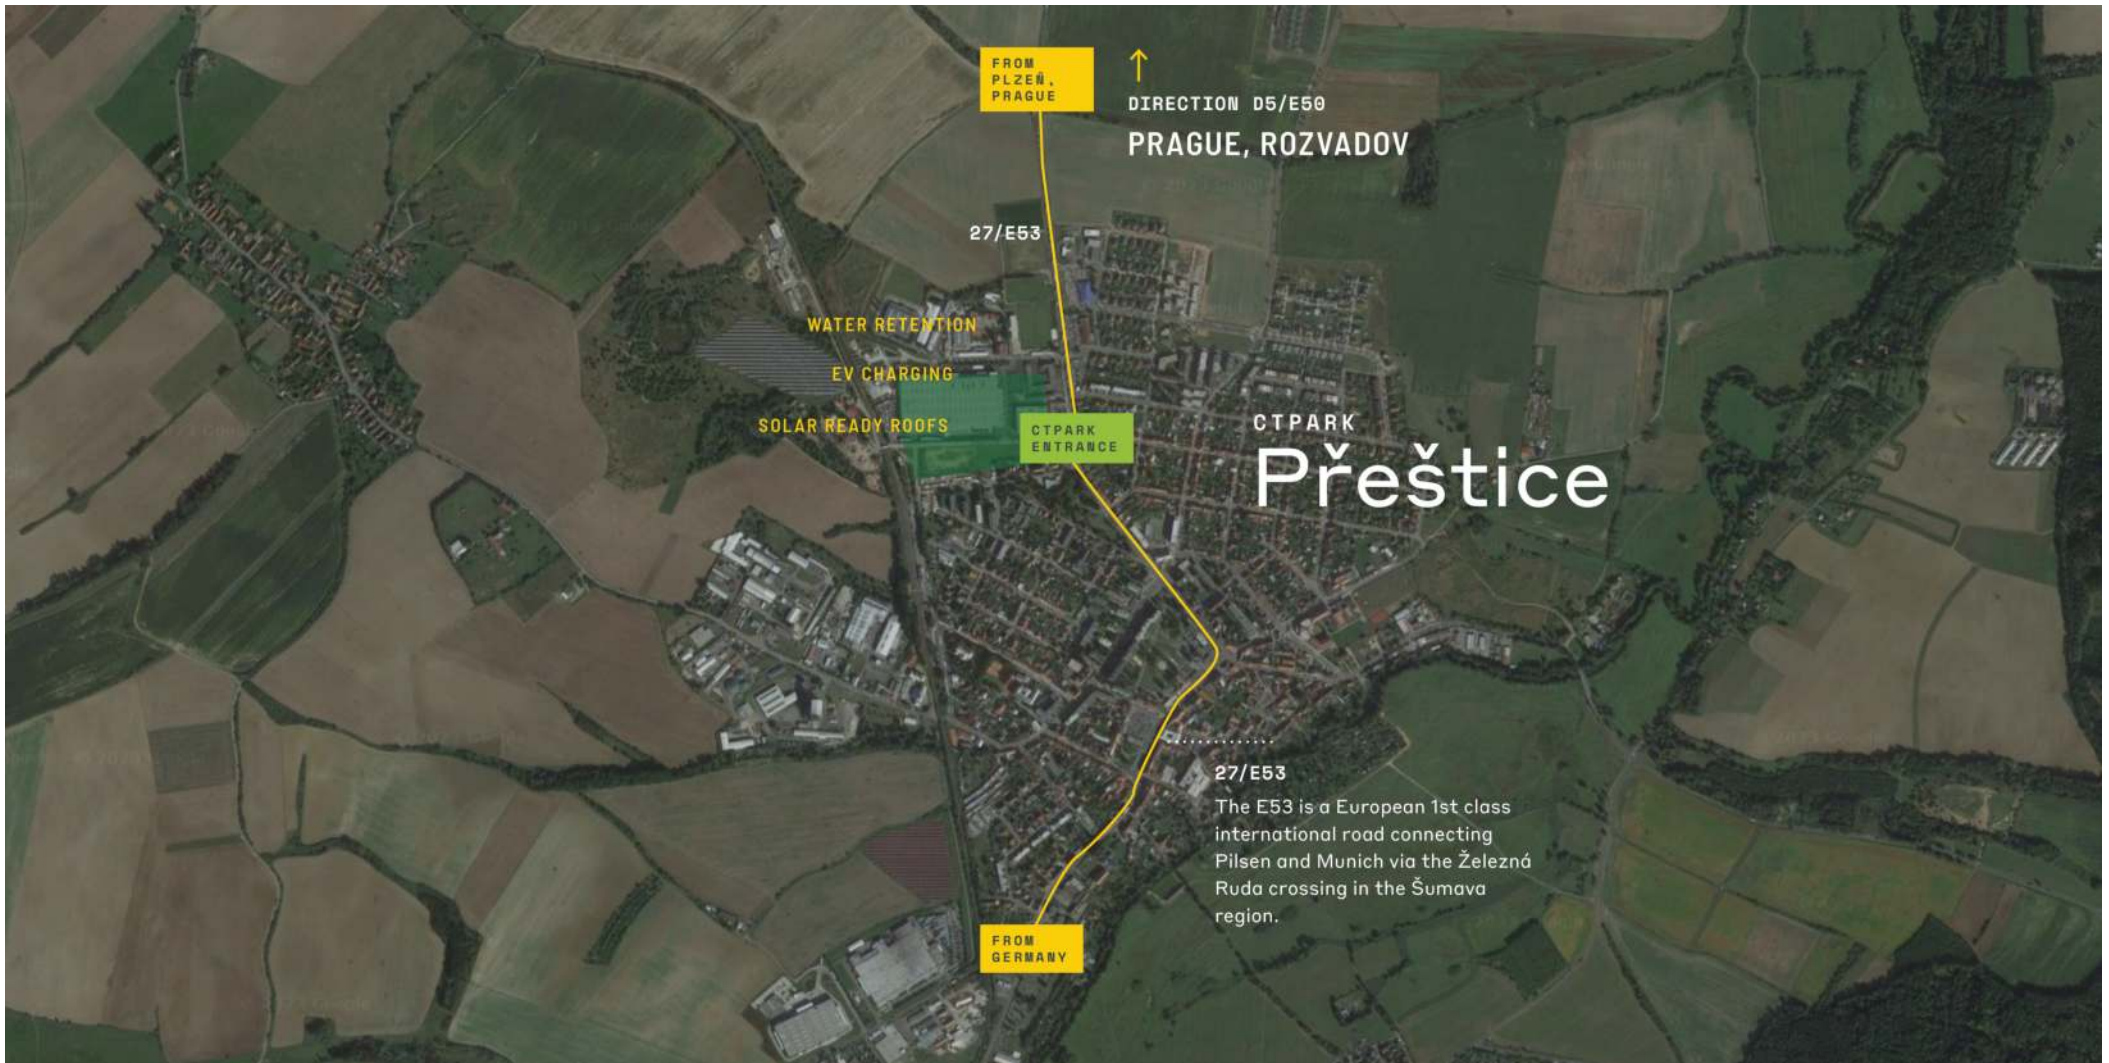 FROM
PLZEŇ,
PRAGUE
DIRECTION D5/E50
PRAGUE, ROZVADOV
27/E53
WATER RETENTION
EV CHARGING
SOLAR READY ROOFS
CTPARK
ENTRANCE
CTPARK
Přeštice
27/E53
The E53 is a European 1st class
international road connecting
Pilsen and Munich via the Železná
Ruda crossing in the Šumava
region.
FROM
GERMANY